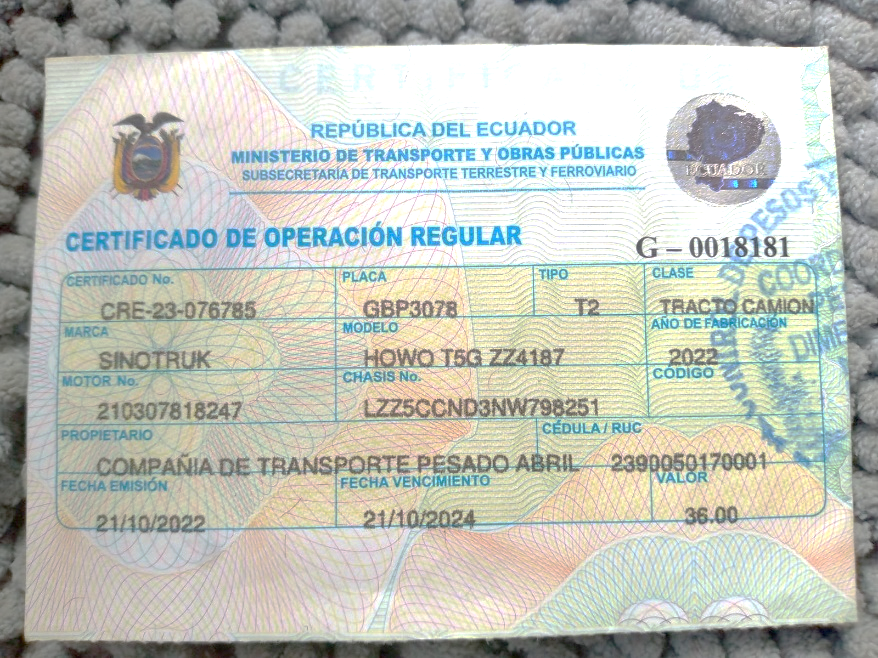 REPÚBLICA DEL ECUADOR
MINISTERIO DE TRANSPORTE Y OBRAS PÚBLICAS
SUBSECRETARÍA DE TRANSPORTE TERRESTRE Y FERROVIARIO
ECUADOR
CERTIFICADO DE OPERACIÓN REGULAR
G – 0018181
CERTIFICADO No. PLACA TIPO CLASE
CRE-23-076785 GBP3078 T2 TRACTO CAMION
MARCA MODELO AÑO DE FABRICACIÓN
SINOTRUK HOWO T5G ZZ4187 2022
MOTOR No. CHASIS No. CÓDIGO
210307818247 LZZ5CCND3NW798251
PROPIETARIO CÉDULA / RUC
COMPAÑIA DE TRANSPORTE PESADO ABRIL 2390050170001
FECHA EMISIÓN FECHA VENCIMIENTO VALOR
21/10/2022 21/10/2024 36.00
PESOS